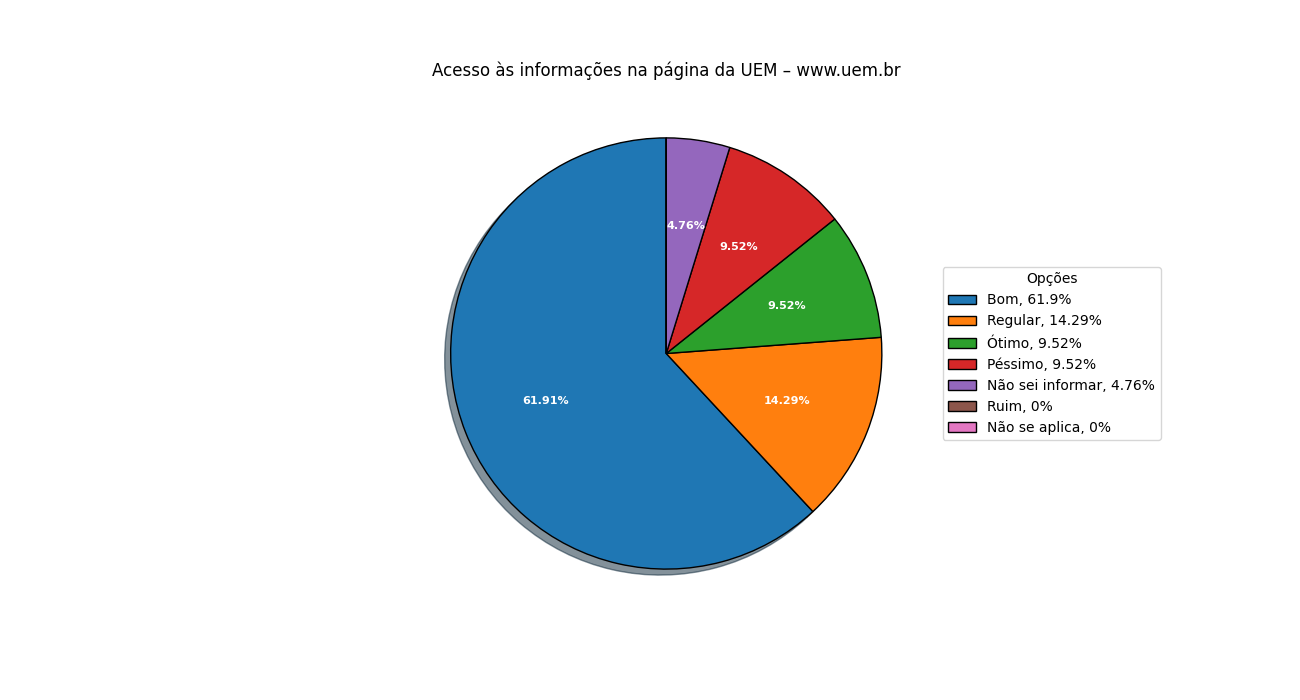 Acesso às informações na página da UEM – www.uem.br
4.76%
9.52%
9.52%
61.91%
14.29%
Opções
Bom, 61.9%
Regular, 14.29%
Ótimo, 9.52%
Péssimo, 9.52%
Não sei informar, 4.76%
Ruim, 0%
Não se aplica, 0%